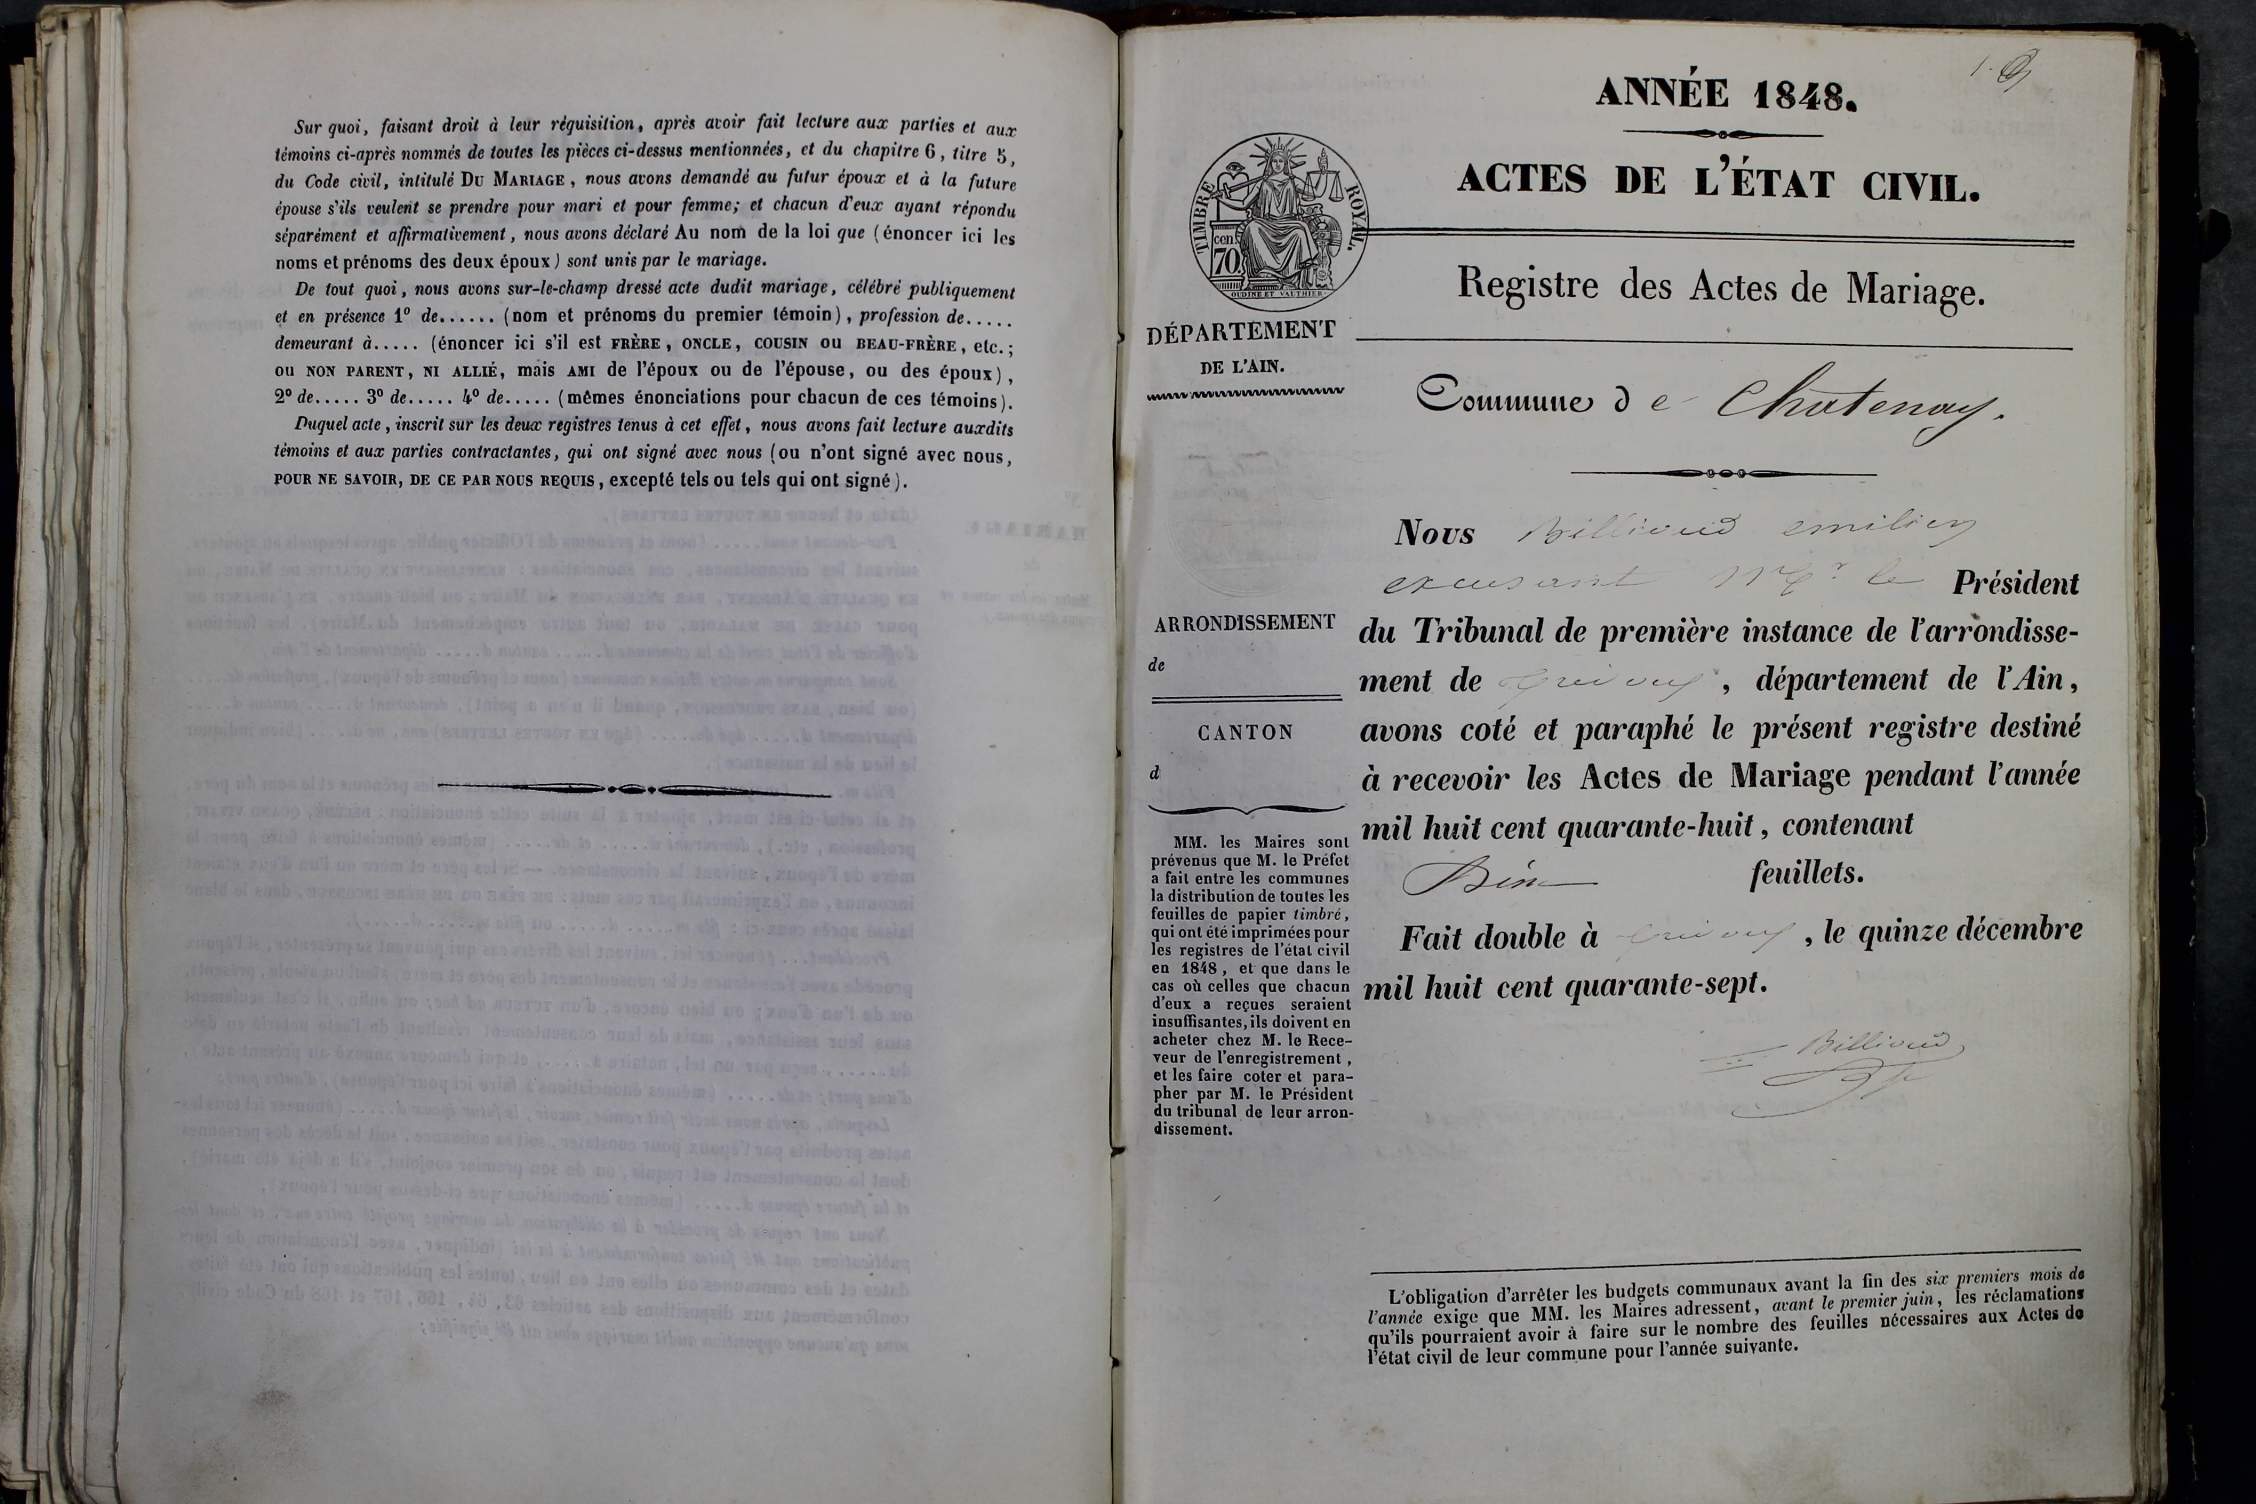 Sur quoi, faisant droit à leur réquisition, après avoir fait lecture aux parties et aux
témoins ci-après nommés de toutes les pièces ci-dessus mentionnées, et du chapitre 6, titre 5,
du Code civil, intitulé DU MARIAGE, nous avons demandé au futur époux et à la future
épouse s'ils veulent se prendre pour mari et pour femme; et chacun d'eux ayant répondu
séparément et affirmativement, nous avons déclaré Au nom de la loi que (énoncer ici les
noms et prénoms des deux époux) sont unis par le mariage.
De tout quoi, nous avons sur-le-champ dressé acte dudit mariage, célébré publiquement
et en présence 1º de...... (nom et prénoms du premier témoin), profession de.....
demeurant à..... (énoncer ici s'il est FRÈRE, ONCLE, COUSIN ou BEAU-FRÈRE, etc.;
ou NON PARENT, NI ALLIÉ, mais AMI de l'époux ou de l'épouse, ou des époux),
2º de..... 3º de..... 4º de..... (mêmes énonciations pour chacun de ces témoins).
Duquel acte, inscrit sur les deux registres tenus à cet effet, nous avons fait lecture auxdits
témoins et aux parties contractantes, qui ont signé avec nous (ou n'ont signé avec nous,
POUR NE SAVOIR, DE CE PAR NOUS REQUIS, excepté tels ou tels qui ont signé).
1.
ANNÉE 1848.
ACTES DE L'ÉTAT CIVIL.
TIMBRE ROYAL.
cen. 70.
OUDINE ET VAUTHIER
Registre des Actes de Mariage.
DÉPARTEMENT
DE L'AIN.
Commune de Chatenay.
Nous Billioud emilien
excusant Mr le Président
ARRONDISSEMENT
de
CANTON
d
du Tribunal de première instance de l'arrondisse-
ment de Trévoux, département de l'Ain,
avons coté et paraphé le présent registre destiné
à recevoir les Actes de Mariage pendant l'année
mil huit cent quarante-huit, contenant
feuillets.
Fait double à Trévoux, le quinze décembre
mil huit cent quarante-sept.
Billioud
MM. les Maires sont
prévenus que M. le Préfet
a fait entre les communes
la distribution de toutes les
feuilles de papier timbré,
qui ont été imprimées pour
les registres de l'état civil
en 1848, et que dans le
cas où celles que chacun
d'eux a reçues seraient
insuffisantes, ils doivent en
acheter chez M. le Rece-
veur de l'enregistrement,
et les faire coter et para-
pher par M. le Président
du tribunal de leur arron-
dissement.
L'obligation d'arrêter les budgets communaux avant la fin des six premiers mois de
l'année exige que MM. les Maires adressent, avant le premier juin, les réclamations
qu'ils pourraient avoir à faire sur le nombre des feuilles nécessaires aux Actes de
l'état civil de leur commune pour l'année suivante.